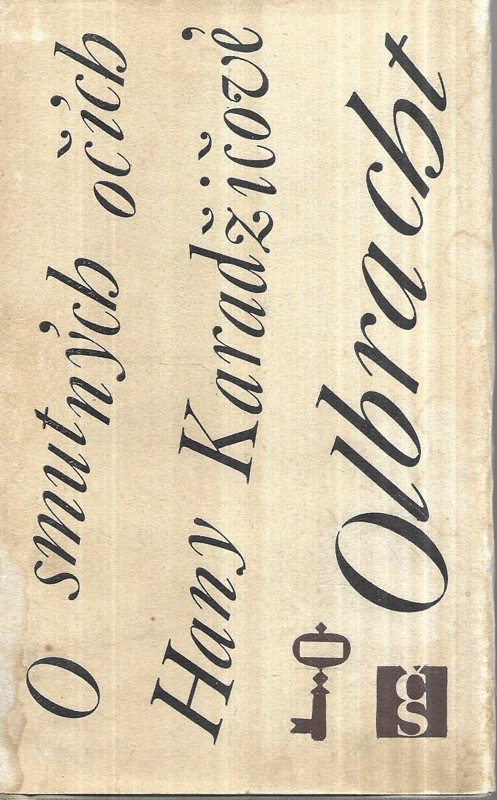 O smutných očích
Hany Karadžičové
Olbracht
ČS